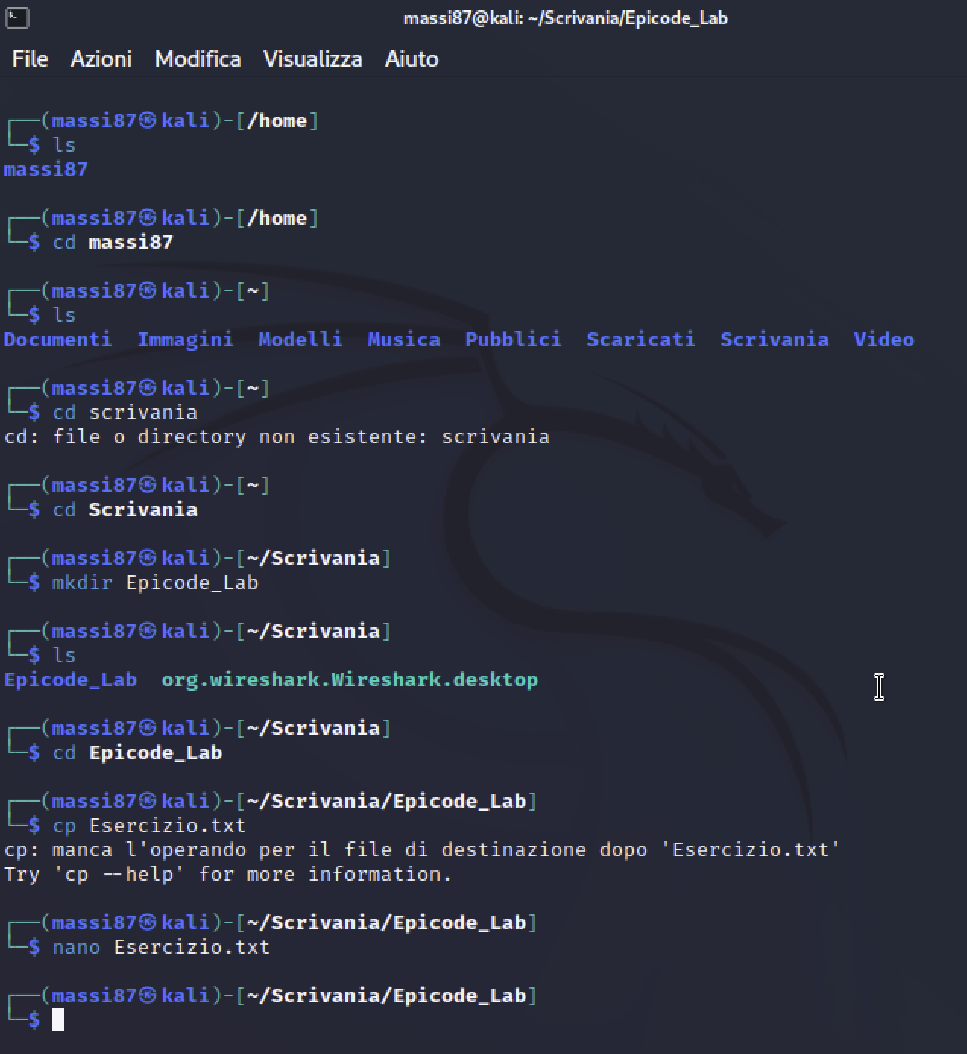 massi87@kali: ~/Scrivania/Epicode_Lab
File Azioni Modifica Visualizza Aiuto
┌──(massi87㉿kali)-[/home]
└─$ ls
massi87
┌──(massi87㉿kali)-[/home]
└─$ cd massi87
┌──(massi87㉿kali)-[~]
└─$ ls
Documenti Immagini Modelli Musica Pubblici Scaricati Scrivania Video
┌──(massi87㉿kali)-[~]
└─$ cd scrivania
cd: file o directory non esistente: scrivania
┌──(massi87㉿kali)-[~]
└─$ cd Scrivania
┌──(massi87㉿kali)-[~/Scrivania]
└─$ mkdir Epicode_Lab
┌──(massi87㉿kali)-[~/Scrivania]
└─$ ls
Epicode_Lab org.wireshark.Wireshark.desktop
┌──(massi87㉿kali)-[~/Scrivania]
└─$ cd Epicode_Lab
┌──(massi87㉿kali)-[~/Scrivania/Epicode_Lab]
└─$ cp Esercizio.txt
cp: manca l'operando per il file di destinazione dopo 'Esercizio.txt'
Try 'cp --help' for more information.
┌──(massi87㉿kali)-[~/Scrivania/Epicode_Lab]
└─$ nano Esercizio.txt
┌──(massi87㉿kali)-[~/Scrivania/Epicode_Lab]
└─$